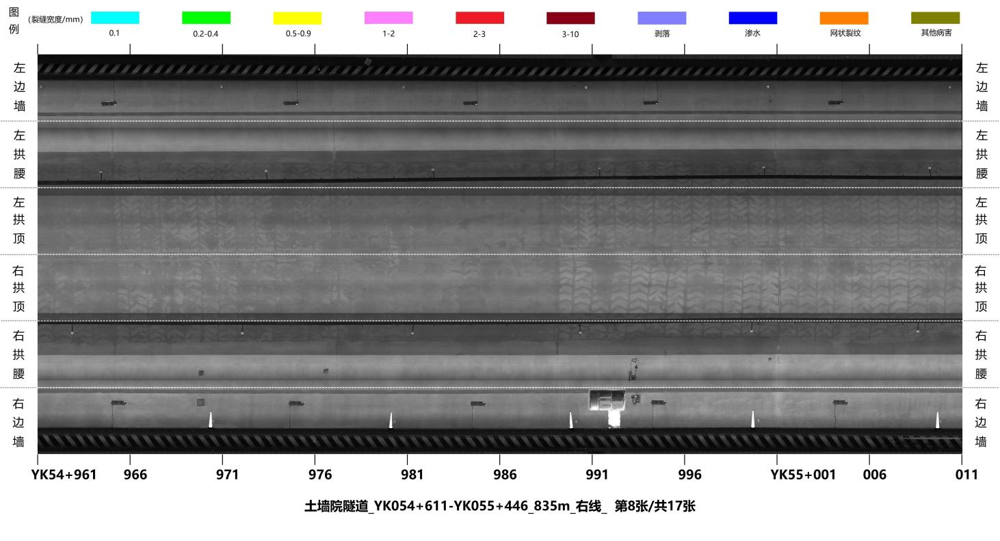 图例 (裂缝宽度/mm) 0.1 0.2-0.4 0.5-0.9 1-2 2-3 3-10 剥落 渗水 网状裂纹 其他病害
左边墙 左边墙
左拱腰 左拱腰
左拱顶 左拱顶
右拱顶 右拱顶
右拱腰 右拱腰
右边墙 右边墙
YK54+961 966 971 976 981 986 991 996 YK55+001 006 011
土墙院隧道_YK054+611-YK055+446_835m_右线_ 第8张/共17张